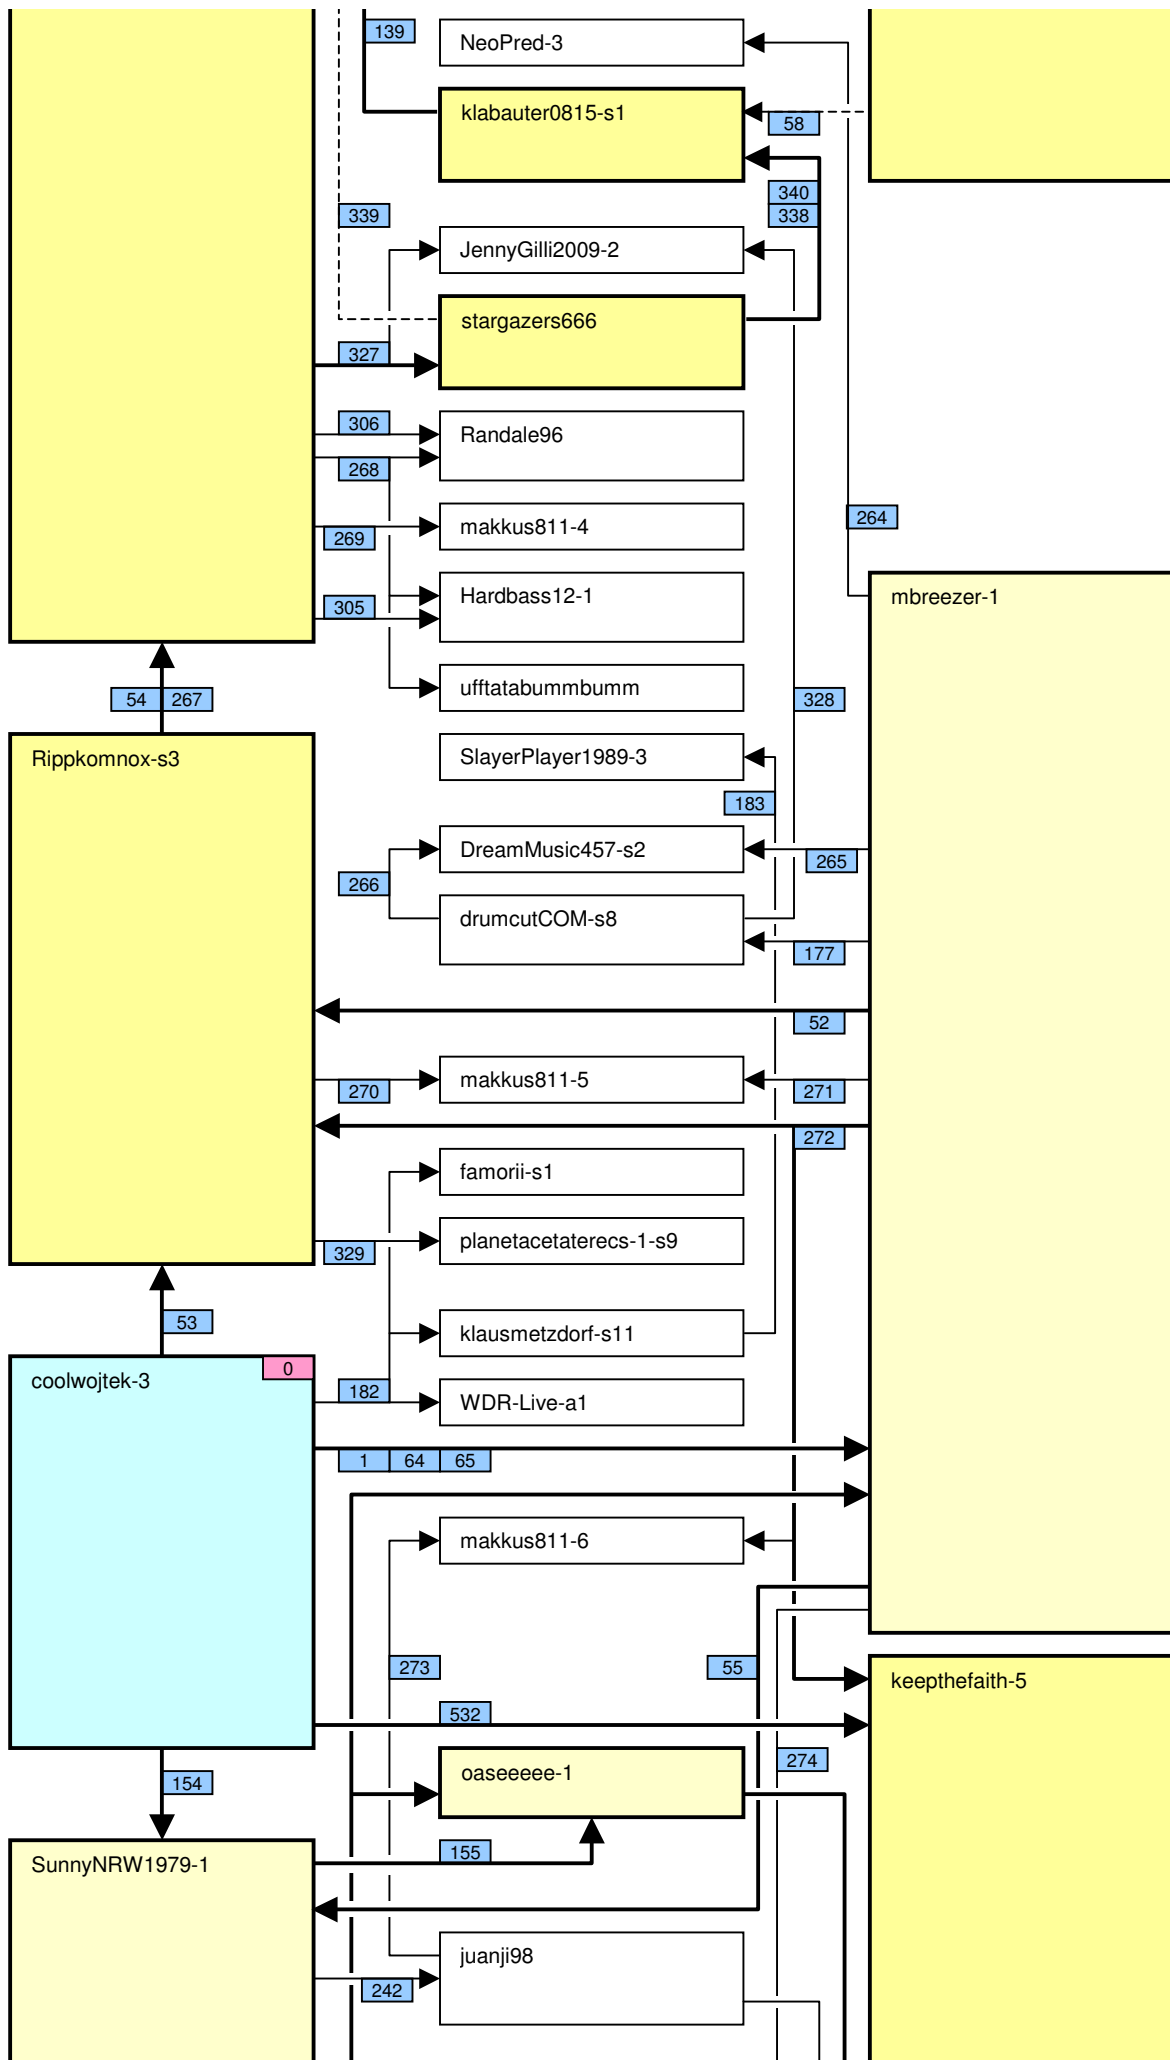 139
NeoPred-3
klabauter0815-s1
58
340
339
338
JennyGilli2009-2
stargazers666
327
306
Randale96
268
264
makkus811-4
269
Hardbass12-1
mbreezer-1
305
ufftatabummbumm
54
267
328
Rippkomnox-s3
SlayerPlayer1989-3
183
DreamMusic457-s2
265
266
drumcutCOM-s8
177
52
makkus811-5
270
271
272
famorii-s1
planetacetaterecs-1-s9
329
53
klausmetzdorf-s11
0
coolwojtek-3
182
WDR-Live-a1
1
64
65
makkus811-6
273
55
keepthefaith-5
532
274
oaseeeee-1
154
155
SunnyNRW1979-1
juanji98
242